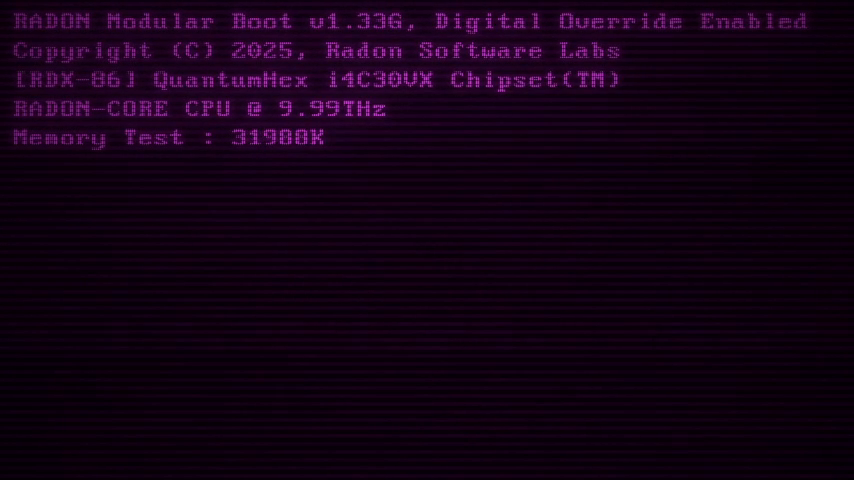 RADON Modular Boot v1.33G, Digital Override Enabled
Copyright (C) 2025, Radon Software Labs
[RDX-86] QuantumHex i4C30VX Chipset(TM)
RADON-CORE CPU @ 9.99THz
Memory Test : 31988K